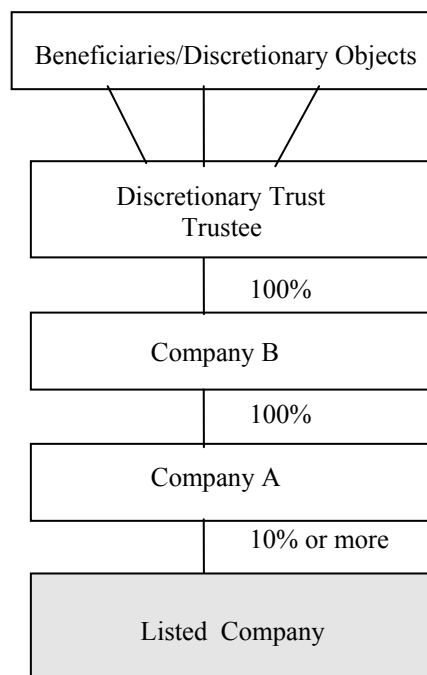 Beneficiaries/Discretionary Objects
Discretionary Trust
Trustee
100%
Company B
100%
Company A
10% or more
Listed Company